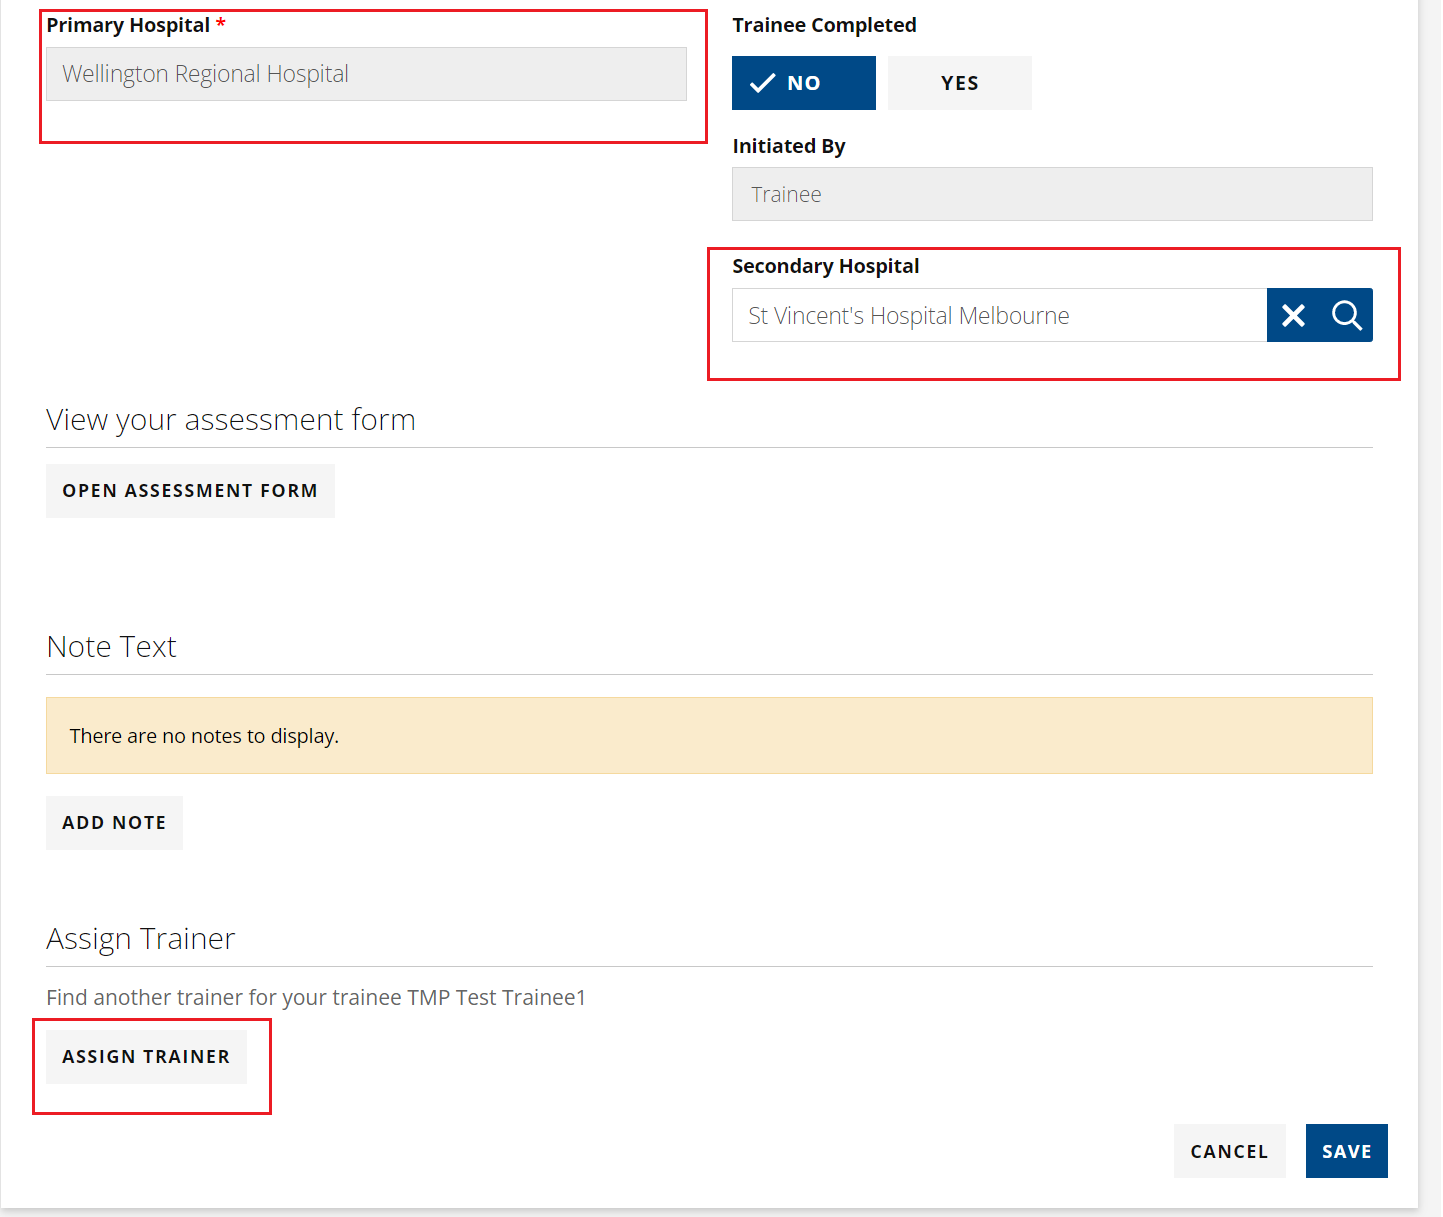 Primary Hospital *
Wellington Regional Hospital
Trainee Completed
NO
YES
Initiated By
Trainee
Secondary Hospital
St Vincent's Hospital Melbourne
View your assessment form
OPEN ASSESSMENT FORM
Note Text
There are no notes to display.
ADD NOTE
Assign Trainer
Find another trainer for your trainee TMP Test Trainee1
ASSIGN TRAINER
CANCEL
SAVE